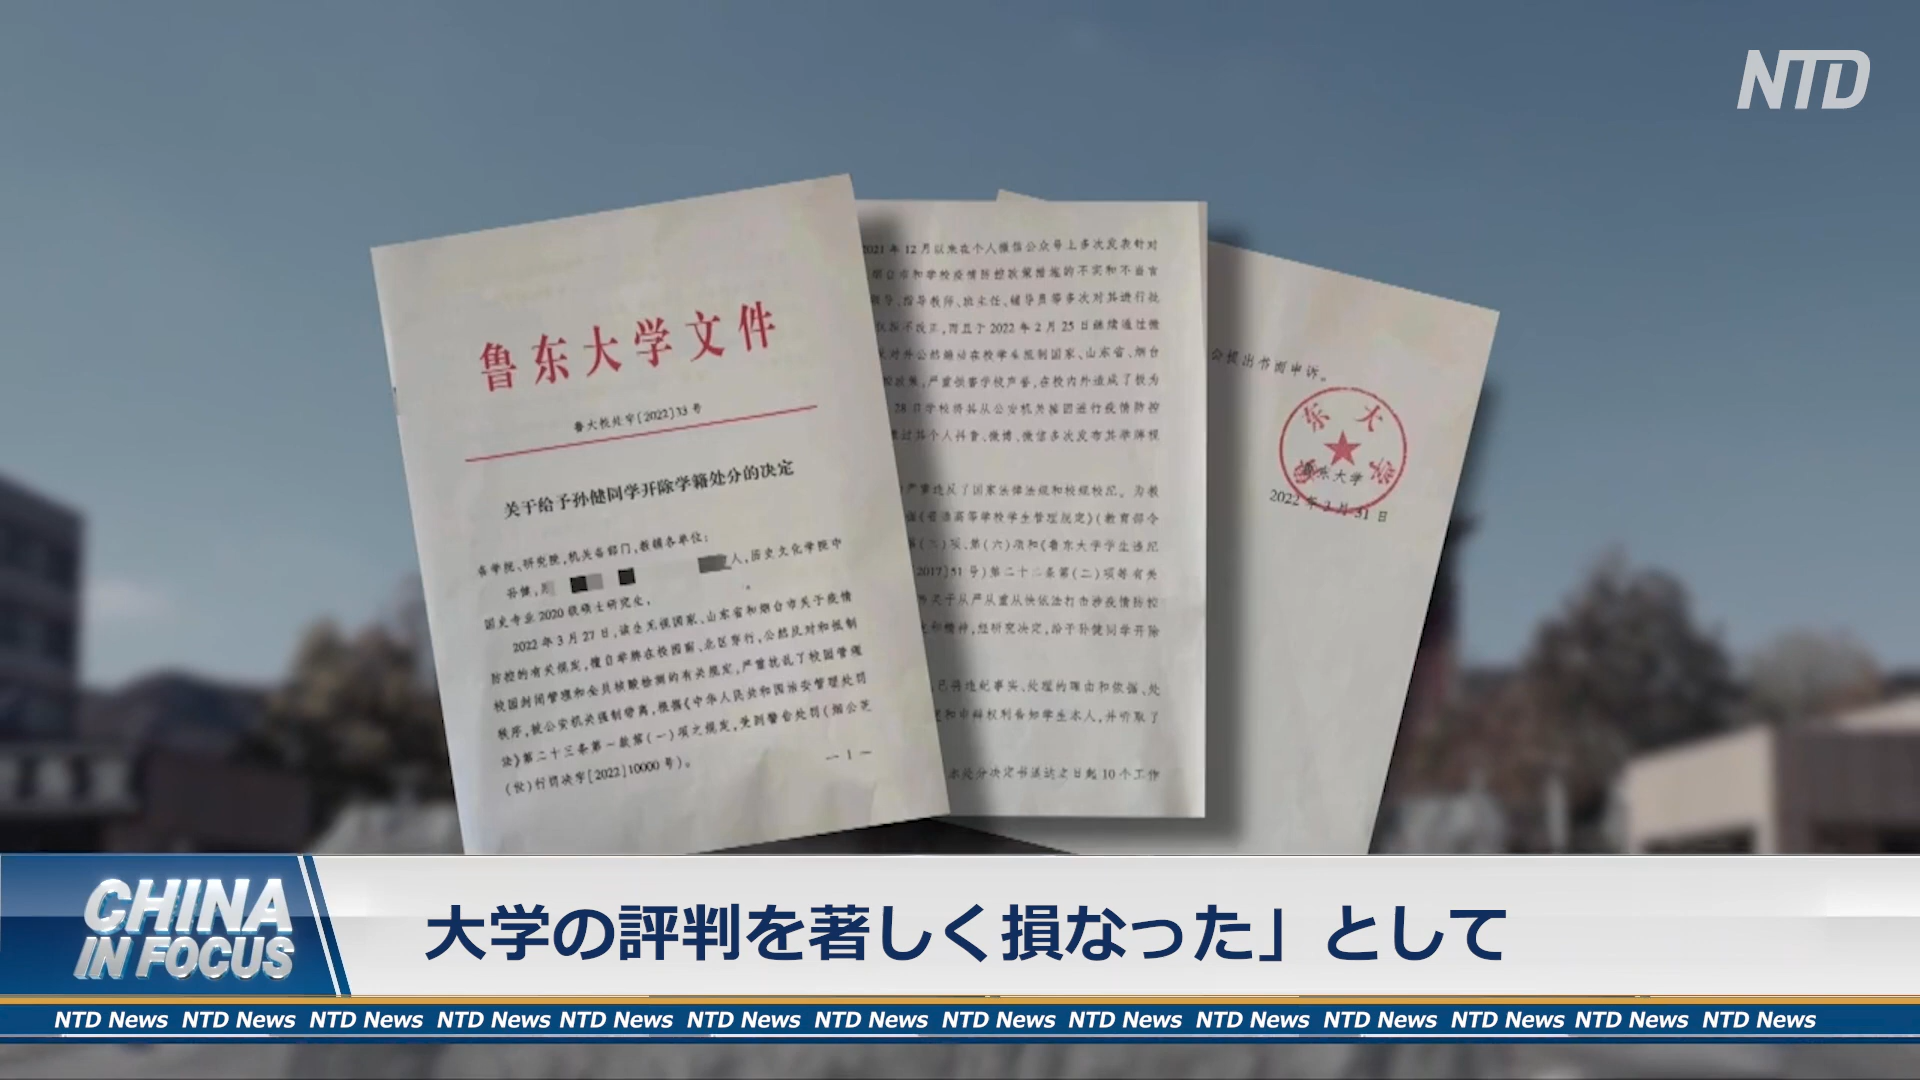 NTD
鲁东大学文件
鲁大校处字[2022]33号
关于给予孙健同学开除学籍处分的决定
各学院、研究院,机关各部门,教辅各单位:
孙健,
人,历史文化学院中
国史专业2020级硕士研究生。
2022年3月27日,该生无视国家、山东省和烟台市关于疫情
防控的有关规定,擅自举牌在校园南、北区穿行,公然反对和抵制
校园封闭管理和全员核酸检测的有关规定,严重扰乱了校园管理
秩序,被公安机关强制带离,根据《中华人民共和国治安管理处罚
法》第二十三条第一款第(一)项之规定,受到警告处罚(烟公芝
(世)行罚决字[2022]10000号)。
— 1 —
021年12月以来在个人微信公众号上多次发表针对
烟台市和学校疫情防控政策措施的不实和不当言
领导、指导教师、班主任、辅导员等多次对其进行批
仅拒不改正,而且于2022年2月25日继续通过微
对外公然煽动在校学生抵制国家、山东省、烟台
控政策,严重损害学校声誉,在校内外造成了极为
28日学校将其从公安机关接回进行疫情防控
通过其个人抖音、微博、微信多次发布其举牌视
严重违反了国家法律法规和校规校纪。为教
《普通高等学校学生管理规定》(教育部令
第(二)项、第(六)项和《鲁东大学学生违纪
2017]51号)第二十二条第(二)项等有关
关于从严从重从快依法打击涉疫情防控
精神,经研究决定,给予孙健同学开除
已将违纪事实、处理的理由和依据、处
和申辩权利告知学生本人,并听取了
本处分决定书送达之日起10个工作
会提出书面申诉。
东大
鲁东大学
2022年3月31日
CHINA
IN FOCUS
大学の評判を著しく損なった」として
NTD News NTD News NTD News NTD News NTD News NTD News NTD News NTD News NTD News NTD News NTD News NTD News NTD News NTD News